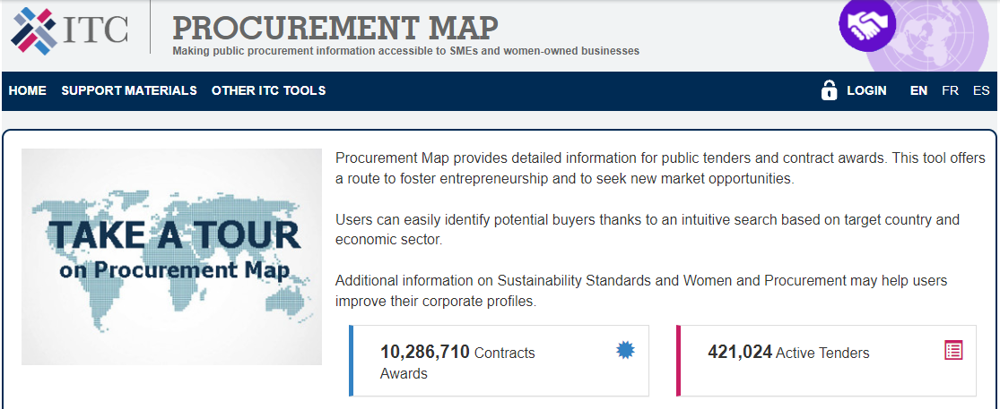 ITC
PROCUREMENT MAP
Making public procurement information accessible to SMEs and women-owned businesses
HOME SUPPORT MATERIALS OTHER ITC TOOLS LOGIN EN FR ES
TAKE A TOUR
on Procurement Map
Procurement Map provides detailed information for public tenders and contract awards. This tool offers
a route to foster entrepreneurship and to seek new market opportunities.
Users can easily identify potential buyers thanks to an intuitive search based on target country and
economic sector.
Additional information on Sustainability Standards and Women and Procurement may help users
improve their corporate profiles.
10,286,710 Contracts
Awards
421,024 Active Tenders